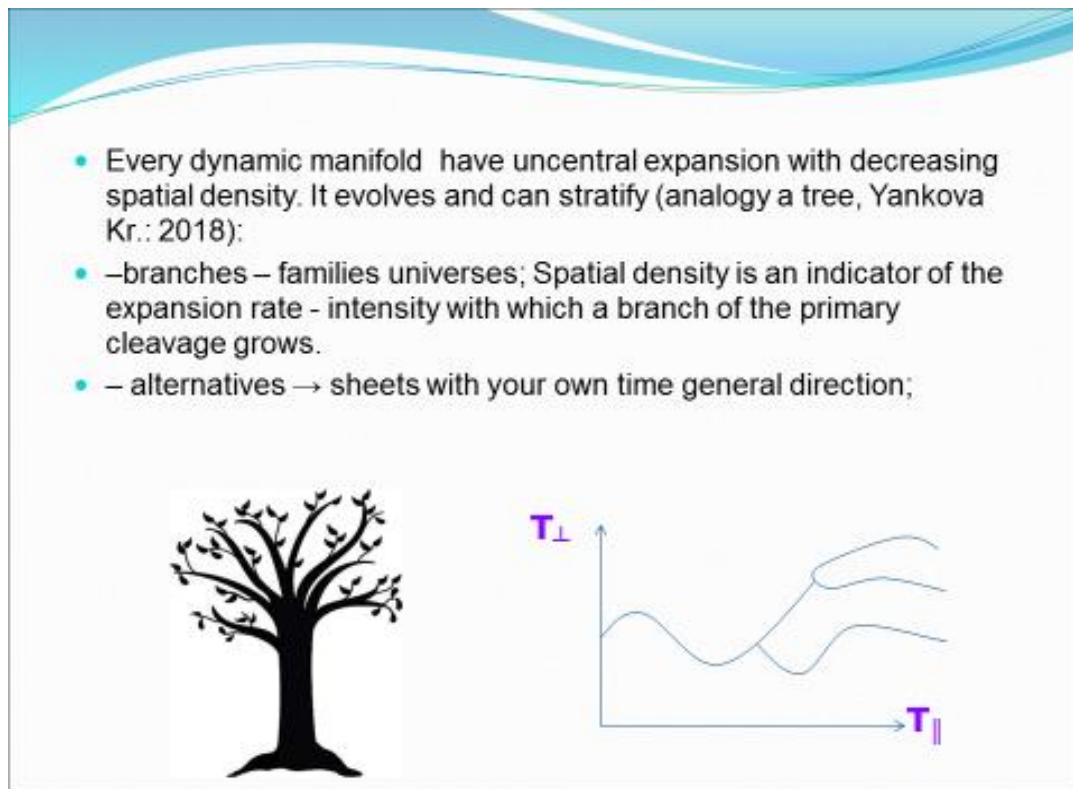 • Every dynamic manifold have uncentral expansion with decreasing
spatial density. It evolves and can stratify (analogy a tree, Yankova
Kr.: 2018):
• –branches – families universes; Spatial density is an indicator of the
expansion rate - intensity with which a branch of the primary
cleavage grows.
• – alternatives → sheets with your own time general direction;
T⊥
T∥